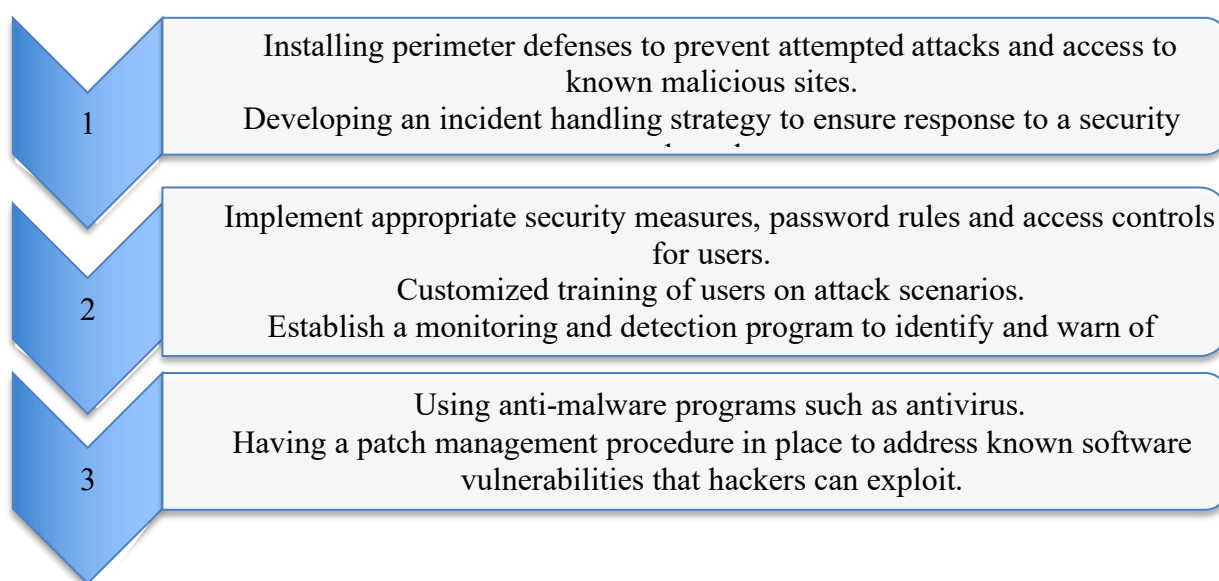 1
Installing perimeter defenses to prevent attempted attacks and access to
known malicious sites.
Developing an incident handling strategy to ensure response to a security
2
Implement appropriate security measures, password rules and access controls
for users.
Customized training of users on attack scenarios.
Establish a monitoring and detection program to identify and warn of
3
Using anti-malware programs such as antivirus.
Having a patch management procedure in place to address known software
vulnerabilities that hackers can exploit.